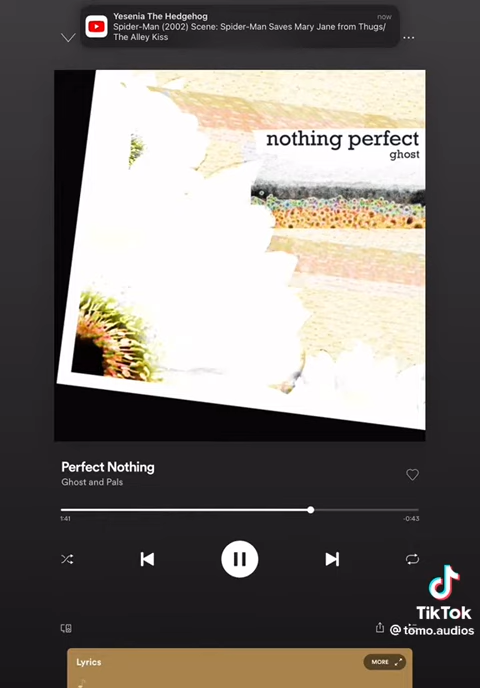 Yesenia The Hedgehog
now
Spider-Man (2002) Scene: Spider-Man Saves Mary Jane from Thugs/
The Alley Kiss
nothing perfect
ghost
Perfect Nothing
Ghost and Pals
1:41
-0:43
TikTok
@tomo.audios
Lyrics
MORE